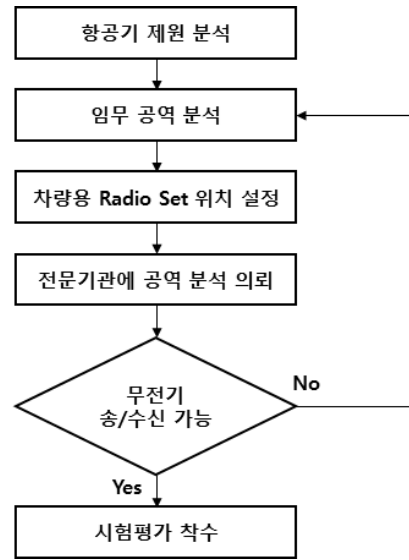 항공기 제원 분석
임무 공역 분석
차량용 Radio Set 위치 설정
전문기관에 공역 분석 의뢰
무전기
송/수신 가능
No
Yes
시험평가 착수